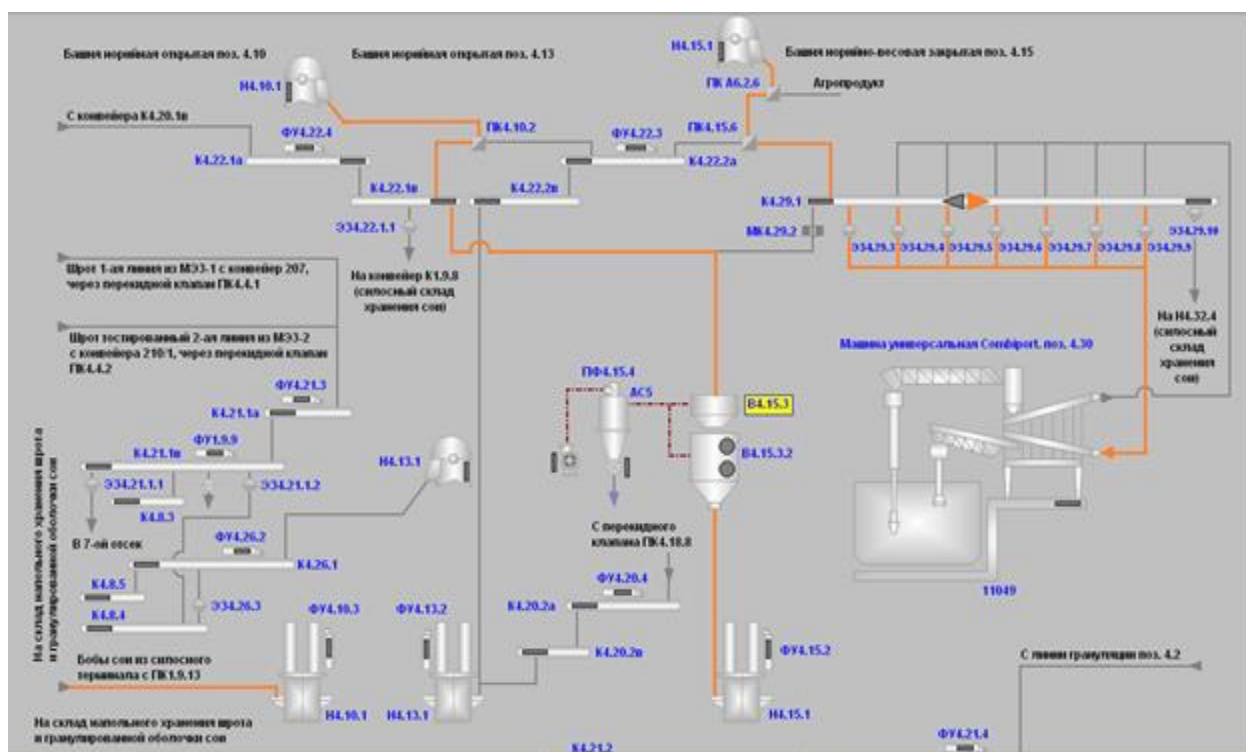 Башня норийная открытая поз. 4.10
Башня норийная открытая поз. 4.13
Н4.15.1
Башня норийно-весовая закрытая поз. 4.15
Н4.10.1
ПК А6.2.6
Агропродукт
С конвейера К4.20.1в
ФУ4.22.4
ПК4.10.2
ФУ4.22.3
ПК4.15.6
К4.22.1а
К4.22.2а
К4.22.1в
К4.22.2в
К4.29.1
ЭЗ4.22.1.1
МК4.29.2
ЭЗ4.29.3
ЭЗ4.29.4
ЭЗ4.29.5
ЭЗ4.29.6
ЭЗ4.29.7
ЭЗ4.29.8
ЭЗ4.29.9
ЭЗ4.29.10
Шрот 1-ая линия из МЭЗ-1 с конвейер 207,
через перекидной клапан ПК4.4.1
На конвейер К1.9.8
(силосный склад
хранения сои)
На Н4.32.4
(силосный
склад
хранения
сои)
Шрот тостированный 2-ая линия из МЭЗ-2
с конвейера 210/1, через перекидной клапан
ПК4.4.2
Машина универсальная Combiport. поз. 4.30
ФУ4.21.3
ПФ4.15.4
АС5
В4.15.3
К4.21.1а
ФУ1.9.9
К4.21.1в
Н4.13.1
В4.15.3.2
ЭЗ4.21.1.1
ЭЗ4.21.1.2
К4.8.3
В 7-ой отсек
ФУ4.26.2
С перекидного
клапана ПК4.18.8
К4.26.1
К4.8.5
ФУ4.20.4
11049
К4.8.4
ЭЗ4.26.3
ФУ4.10.3
ФУ4.13.2
К4.20.2а
На склад напольного хранения шрота
и гранулированной оболочки сои
К4.20.2в
ФУ4.15.2
Бобы сои из силосного
терминала с ПК1.9.13
С линии грануляции поз. 4.2
Н4.10.1
Н4.13.1
Н4.15.1
На склад напольного хранения шрота
и гранулированной оболочки сои
К4.21.2
ФУ4.21.4